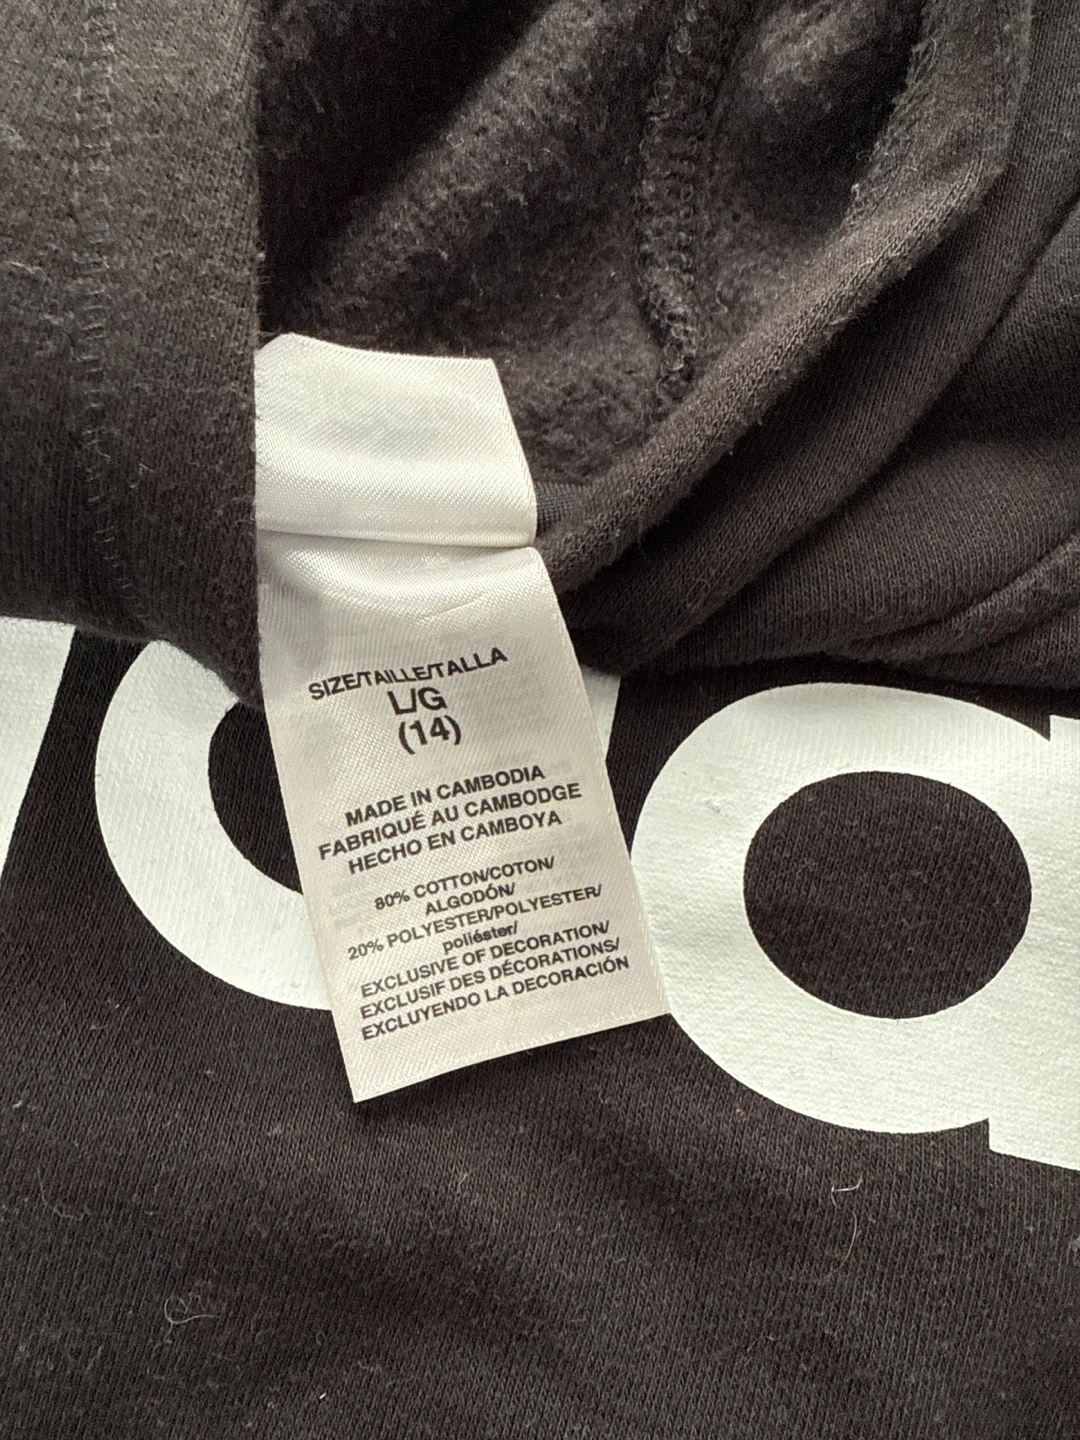 SIZE/TAILLE/TALLA
L/G
(14)
MADE IN CAMBODIA
FABRIQUÉ AU CAMBODGE
HECHO EN CAMBOYA
80% COTTON/COTON/
ALGODÓN/
20% POLYESTER/POLYESTER/
poliéster/
EXCLUSIVE OF DECORATION/
EXCLUSIF DES DÉCORATIONS/
EXCLUYENDO LA DECORACIÓN